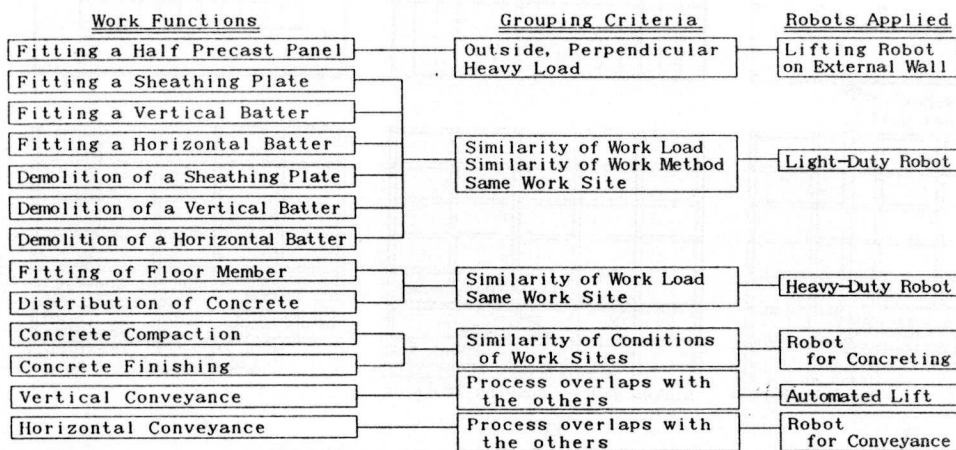 Work Functions
Grouping Criteria
Robots Applied
Fitting a Half Precast Panel
Outside, Perpendicular
Heavy Load
Lifting Robot
on External Wall
Fitting a Sheathing Plate
Fitting a Vertical Batter
Fitting a Horizontal Batter
Demolition of a Sheathing Plate
Demolition of a Vertical Batter
Demolition of a Horizontal Batter
Similarity of Work Load
Similarity of Work Method
Same Work Site
Light-Duty Robot
Fitting of Floor Member
Distribution of Concrete
Similarity of Work Load
Same Work Site
Heavy-Duty Robot
Concrete Compaction
Concrete Finishing
Similarity of Conditions
of Work Sites
Robot
for Concreting
Vertical Conveyance
Process overlaps with
the others
Automated Lift
Horizontal Conveyance
Process overlaps with
the others
Robot
for Conveyance